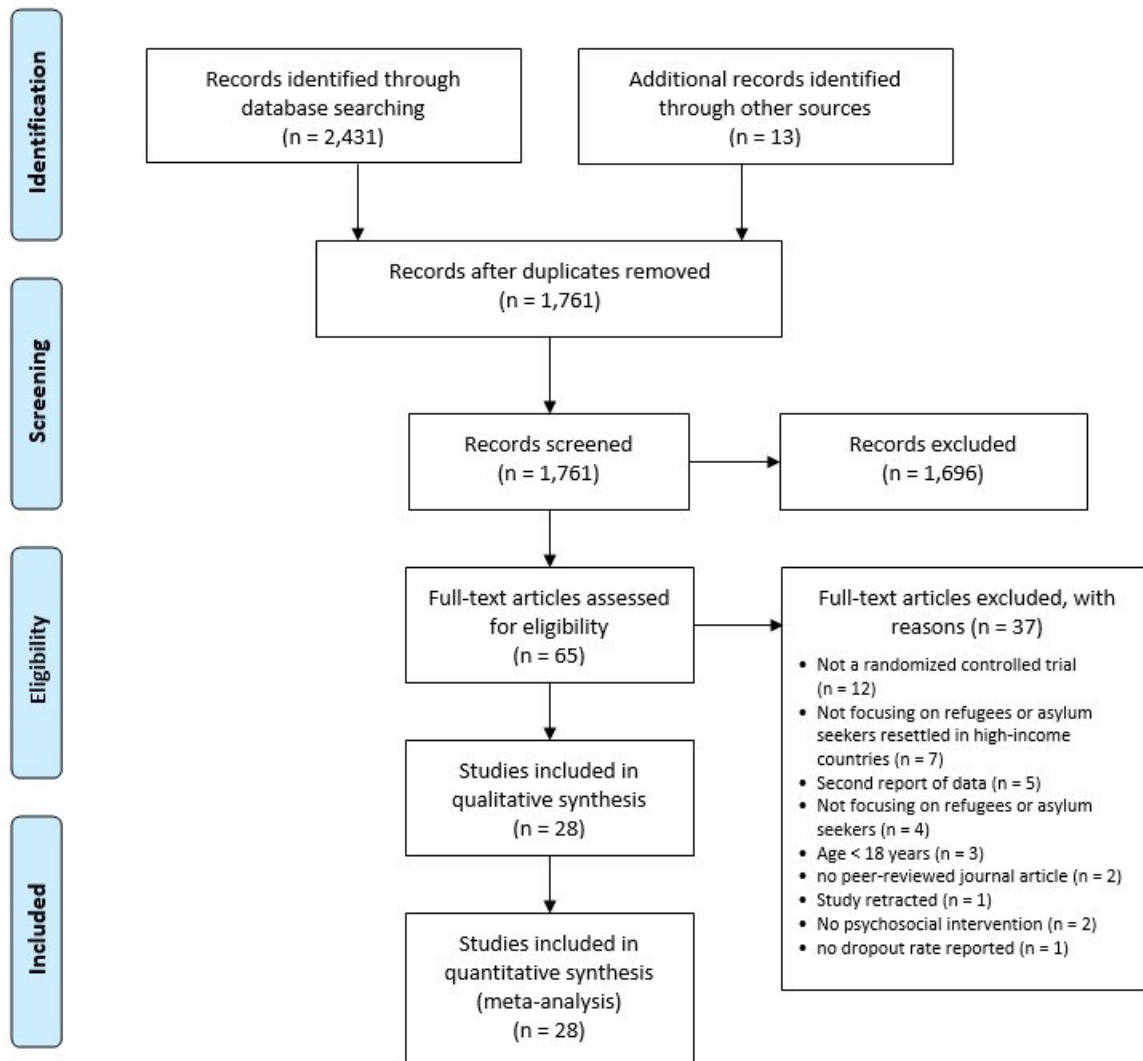 Identification
Records identified through
database searching
(n = 2,431)
Additional records identified
through other sources
(n = 13)
Records after duplicates removed
(n = 1,761)
Screening
Records screened
(n = 1,761)
Records excluded
(n = 1,696)
Eligibility
Full-text articles assessed
for eligibility
(n = 65)
Full-text articles excluded, with
reasons (n = 37)
• Not a randomized controlled trial
(n = 12)
• Not focusing on refugees or asylum
seekers resettled in high-income
countries (n = 7)
• Second report of data (n = 5)
• Not focusing on refugees or asylum
seekers (n = 4)
• Age < 18 years (n = 3)
• no peer-reviewed journal article (n = 2)
• Study retracted (n = 1)
• No psychosocial intervention (n = 2)
• no dropout rate reported (n = 1)
Studies included in
qualitative synthesis
(n = 28)
Included
Studies included in
quantitative synthesis
(meta-analysis)
(n = 28)